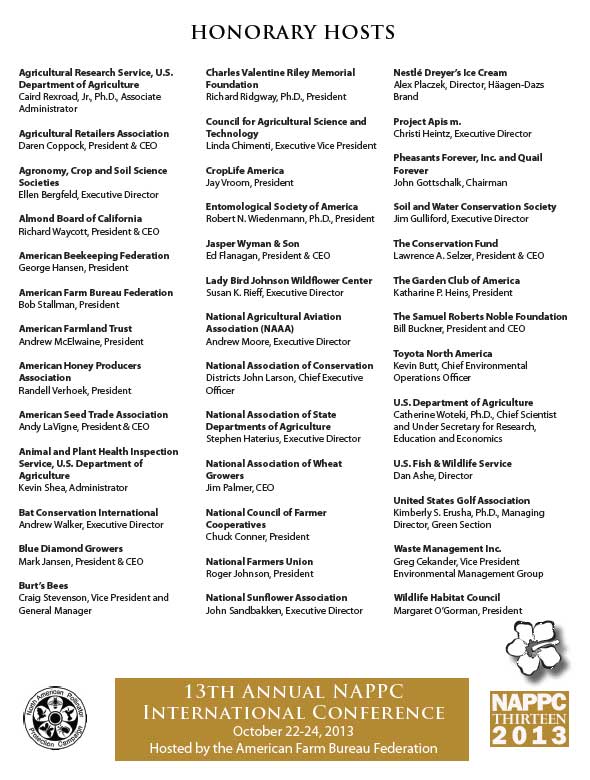 HONORARY HOSTS
Agricultural Research Service, U.S.
Department of Agriculture
Caird Rexroad, Jr., Ph.D., Associate
Administrator
Agricultural Retailers Association
Daren Coppock, President & CEO
Agronomy, Crop and Soil Science
Societies
Ellen Bergfeld, Executive Director
Almond Board of California
Richard Waycott, President & CEO
American Beekeeping Federation
George Hansen, President
American Farm Bureau Federation
Bob Stallman, President
American Farmland Trust
Andrew McElwaine, President
American Honey Producers
Association
Randell Verhoek, President
American Seed Trade Association
Andy LaVigne, President & CEO
Animal and Plant Health Inspection
Service, U.S. Department of
Agriculture
Kevin Shea, Administrator
Bat Conservation International
Andrew Walker, Executive Director
Blue Diamond Growers
Mark Jansen, President & CEO
Burt's Bees
Craig Stevenson, Vice President and
General Manager
Charles Valentine Riley Memorial
Foundation
Richard Ridgway, Ph.D., President
Council for Agricultural Science and
Technology
Linda Chimenti, Executive Vice President
CropLife America
Jay Vroom, President
Entomological Society of America
Robert N. Wiedenmann, Ph.D., President
Jasper Wyman & Son
Ed Flanagan, President & CEO
Lady Bird Johnson Wildflower Center
Susan K. Rieff, Executive Director
National Agricultural Aviation
Association (NAAA)
Andrew Moore, Executive Director
National Association of Conservation
Districts John Larson, Chief Executive
Officer
National Association of State
Departments of Agriculture
Stephen Haterius, Executive Director
National Association of Wheat
Growers
Jim Palmer, CEO
National Council of Farmer
Cooperatives
Chuck Conner, President
National Farmers Union
Roger Johnson, President
National Sunflower Association
John Sandbakken, Executive Director
Nestlé Dreyer's Ice Cream
Alex Placzek, Director, Häagen-Dazs
Brand
Project Apis m.
Christi Heintz, Executive Director
Pheasants Forever, Inc. and Quail
Forever
John Gottschalk, Chairman
Soil and Water Conservation Society
Jim Gulliford, Executive Director
The Conservation Fund
Lawrence A. Selzer, President & CEO
The Garden Club of America
Katharine P. Heins, President
The Samuel Roberts Noble Foundation
Bill Buckner, President and CEO
Toyota North America
Kevin Butt, Chief Environmental
Operations Officer
U.S. Department of Agriculture
Catherine Woteki, Ph.D., Chief Scientist
and Under Secretary for Research,
Education and Economics
U.S. Fish & Wildlife Service
Dan Ashe, Director
United States Golf Association
Kimberly S. Erusha, Ph.D., Managing
Director, Green Section
Waste Management Inc.
Greg Cekander, Vice President
Environmental Management Group
Wildlife Habitat Council
Margaret O'Gorman, President
North American Pollinator
Protection Campaign
13th Annual NAPPC
International Conference
October 22-24, 2013
Hosted by the American Farm Bureau Federation
NAPPC
THIRTEEN
2013